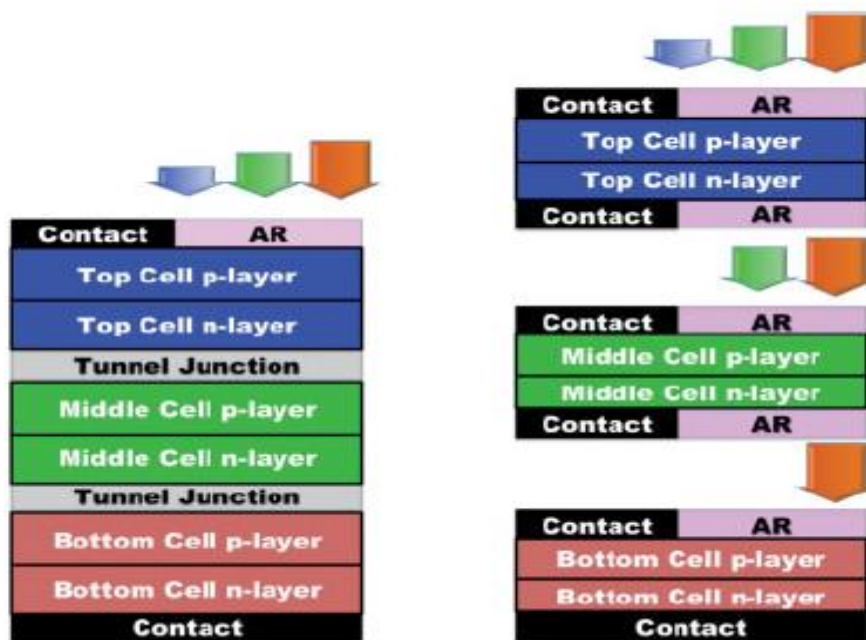 Contact AR
Top Cell p-layer
Top Cell n-layer
Tunnel Junction
Middle Cell p-layer
Middle Cell n-layer
Tunnel Junction
Bottom Cell p-layer
Bottom Cell n-layer
Contact
Contact AR
Top Cell p-layer
Top Cell n-layer
Contact AR
Contact AR
Middle Cell p-layer
Middle Cell n-layer
Contact AR
Contact AR
Bottom Cell p-layer
Bottom Cell n-layer
Contact